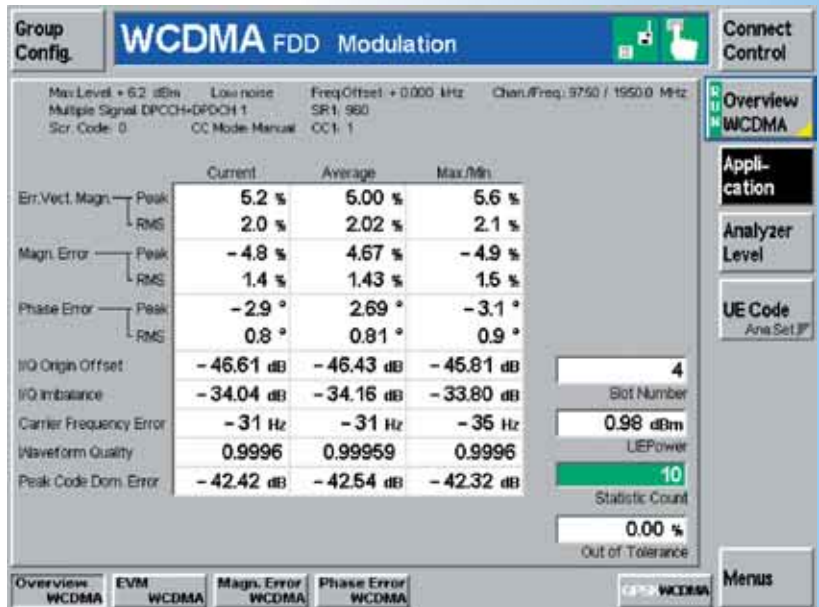 Group
Config.
WCDMA FDD Modulation
Connect
Control
Max Level + 6.2 dBm Low noise Freq.Offset + 0.000 kHz Chan./Freq.: 9750 / 1950.0 MHz
Multiple Signal: DPCCH+DPDCH 1 SR1: 960
Scr. Code: 0 CC Mode: Manual CC1: 1
RUN
Overview
WCDMA
Appli-
cation
Analyzer
Level
UE Code
Ana.Set.
Current Average Max./Min.
Err.Vect. Magn. Peak 5.2 % 5.00 % 5.6 %
RMS 2.0 % 2.02 % 2.1 %
Magn. Error Peak - 4.8 % 4.67 % - 4.9 %
RMS 1.4 % 1.43 % 1.5 %
Phase Error Peak - 2.9 ° 2.69 ° - 3.1 °
RMS 0.8 ° 0.81 ° 0.9 °
I/Q Origin Offset - 46.61 dB - 46.43 dB - 45.81 dB
I/Q Imbalance - 34.04 dB - 34.16 dB - 33.80 dB
Carrier Frequency Error - 31 Hz - 31 Hz - 35 Hz
Waveform Quality 0.9996 0.99959 0.9996
Peak Code Dom. Error - 42.42 dB - 42.54 dB - 42.32 dB
4
Slot Number
0.98 dBm
UEPower
10
Statistic Count
0.00 %
Out of Tolerance
Overview
WCDMA
EVM
WCDMA
Magn. Error
WCDMA
Phase Error
WCDMA
WCDMA
Menus